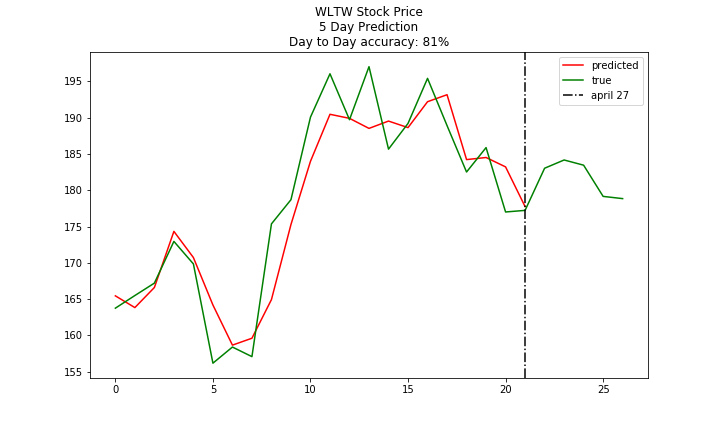 WLTW Stock Price
5 Day Prediction
Day to Day accuracy: 81%
predicted
true
april 27
195
190
185
180
175
170
165
160
155
0 5 10 15 20 25